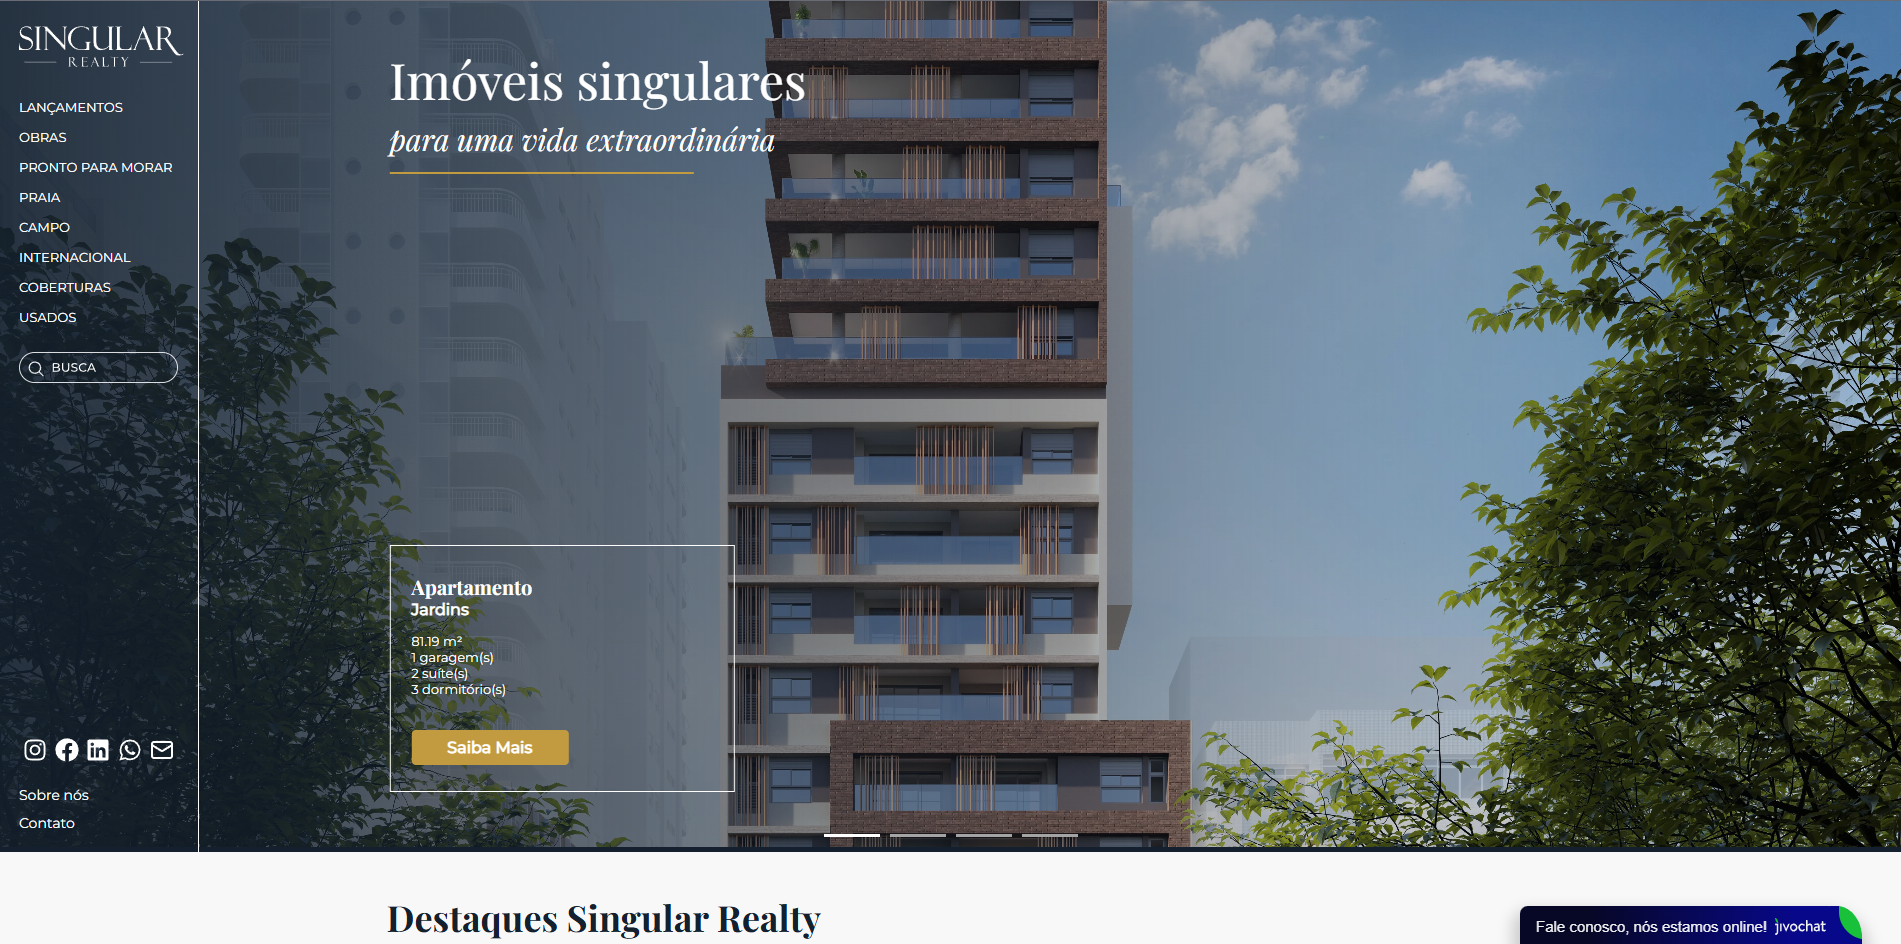 SINGULAR
REALTY
LANÇAMENTOS
OBRAS
PRONTO PARA MORAR
PRAIA
CAMPO
INTERNACIONAL
COBERTURAS
USADOS
BUSCA
Sobre nós
Contato
Imóveis singulares
para uma vida extraordinária
Apartamento
Jardins
81.19 m²
1 garagem(s)
2 suíte(s)
3 dormitório(s)
Saiba Mais
Destaques Singular Realty
Fale conosco, nós estamos online! jivochat